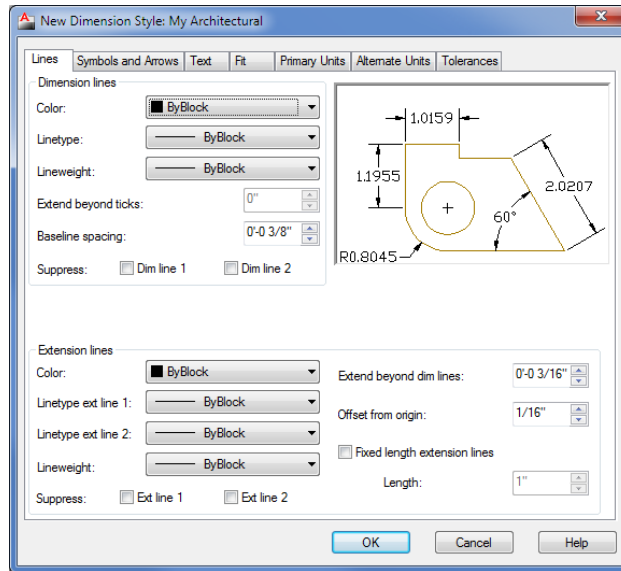 New Dimension Style: My Architectural
Lines Symbols and Arrows Text Fit Primary Units Alternate Units Tolerances
Dimension lines
Color: ByBlock
Linetype: ByBlock
Lineweight: ByBlock
Extend beyond ticks: 0"
Baseline spacing: 0'-0 3/8"
Suppress: Dim line 1 Dim line 2
1.0159
1.1955
2.0207
60°
R0.8045
Extension lines
Color: ByBlock
Linetype ext line 1: ByBlock
Linetype ext line 2: ByBlock
Lineweight: ByBlock
Suppress: Ext line 1 Ext line 2
Extend beyond dim lines: 0'-0 3/16"
Offset from origin: 1/16"
Fixed length extension lines
Length: 1"
OK Cancel Help